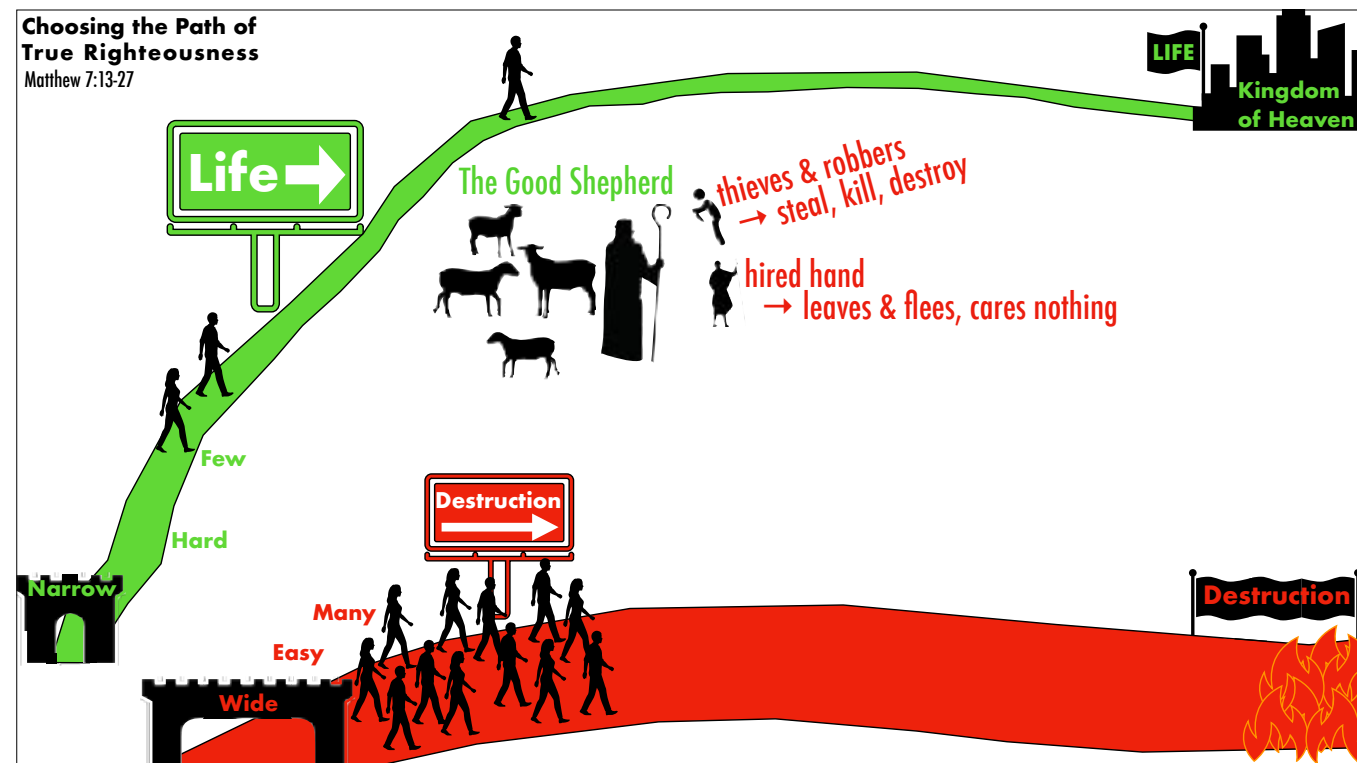 Choosing the Path of
True Righteousness
Matthew 7:13-27
LIFE
Kingdom
of Heaven
Life
The Good Shepherd
thieves & robbers
→ steal, kill, destroy
hired hand
→ leaves & flees, cares nothing
Few
Hard
Narrow
Destruction
Many
Easy
Wide
Destruction